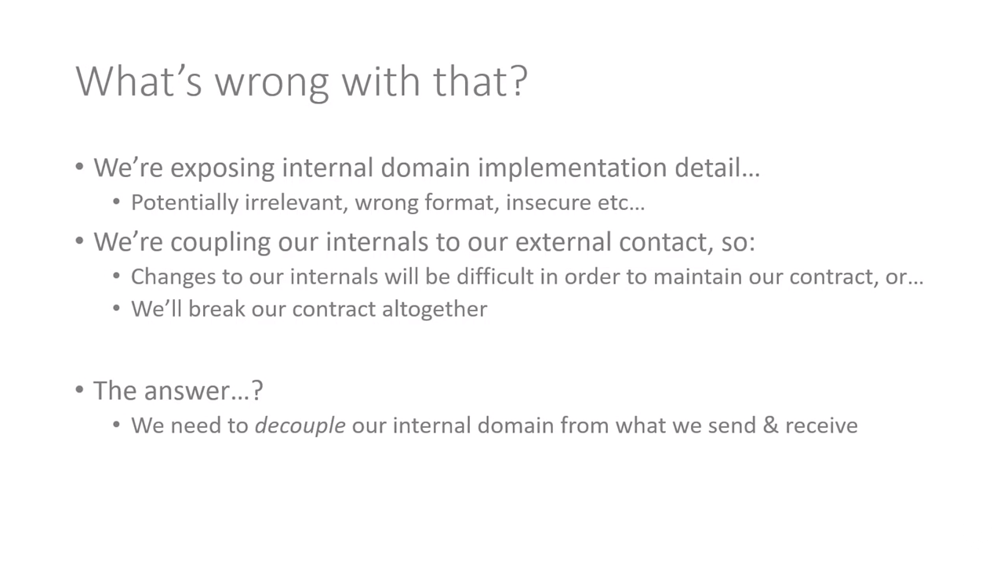 What’s wrong with that?
• We’re exposing internal domain implementation detail…
• Potentially irrelevant, wrong format, insecure etc…
• We’re coupling our internals to our external contact, so:
• Changes to our internals will be difficult in order to maintain our contract, or…
• We’ll break our contract altogether
• The answer…?
• We need to decouple our internal domain from what we send & receive